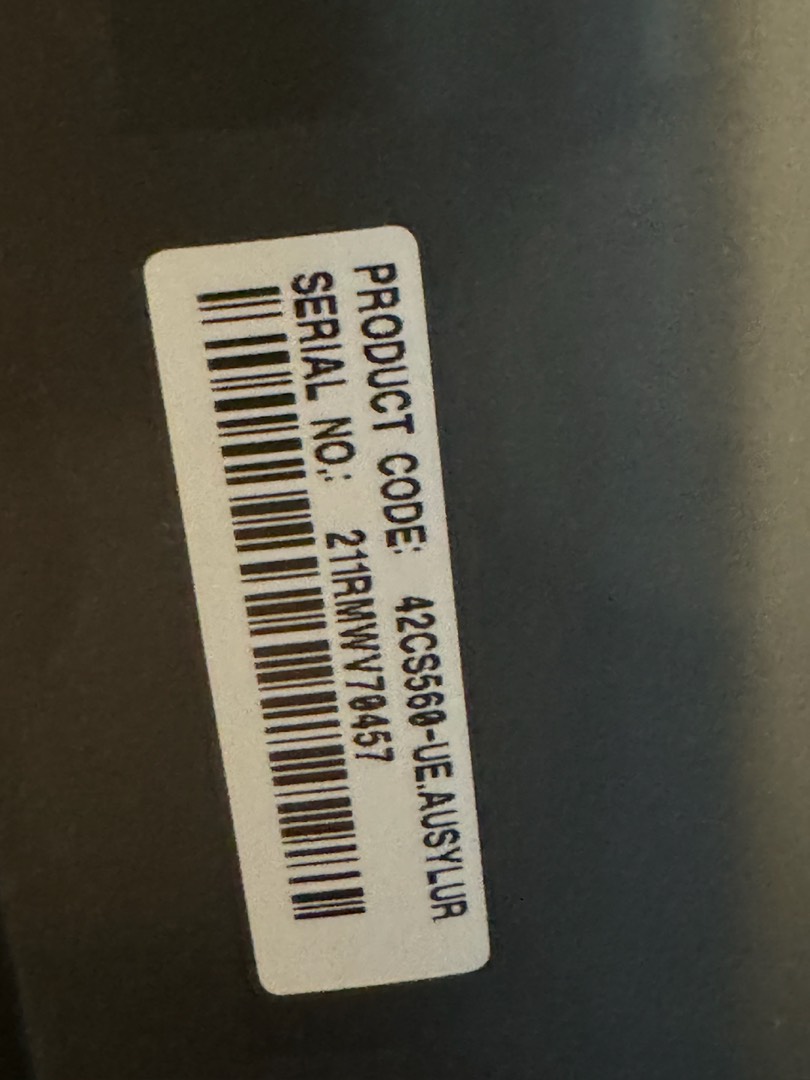 PRODUCT CODE: 42CS560-UE.AUSYLUR
SERIAL NO.: 211RMWV70457